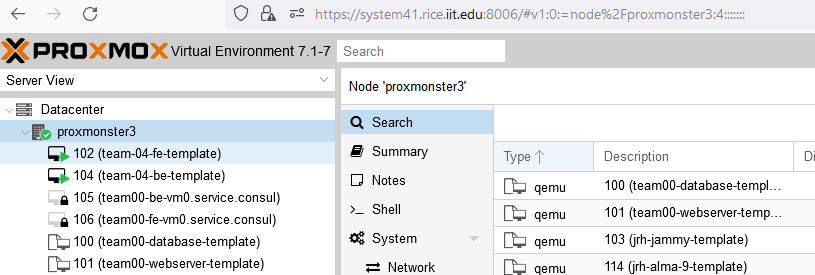 https://system41.rice.iit.edu:8006/#v1:0:=node%2Fproxmonster3:4:::::::
PROXMOX Virtual Environment 7.1-7 Search
Server View
Datacenter
proxmonster3
102 (team-04-fe-template)
104 (team-04-be-template)
105 (team00-be-vm0.service.consul)
106 (team00-fe-vm0.service.consul)
100 (team00-database-template)
101 (team00-webserver-template)
Node 'proxmonster3'
Search
Summary
Notes
Shell
System
Network
Type Description Di
qemu 100 (team00-database-templ...
qemu 101 (team00-webserver-temp...
qemu 103 (jrh-jammy-template)
qemu 114 (jrh-alma-9-template)